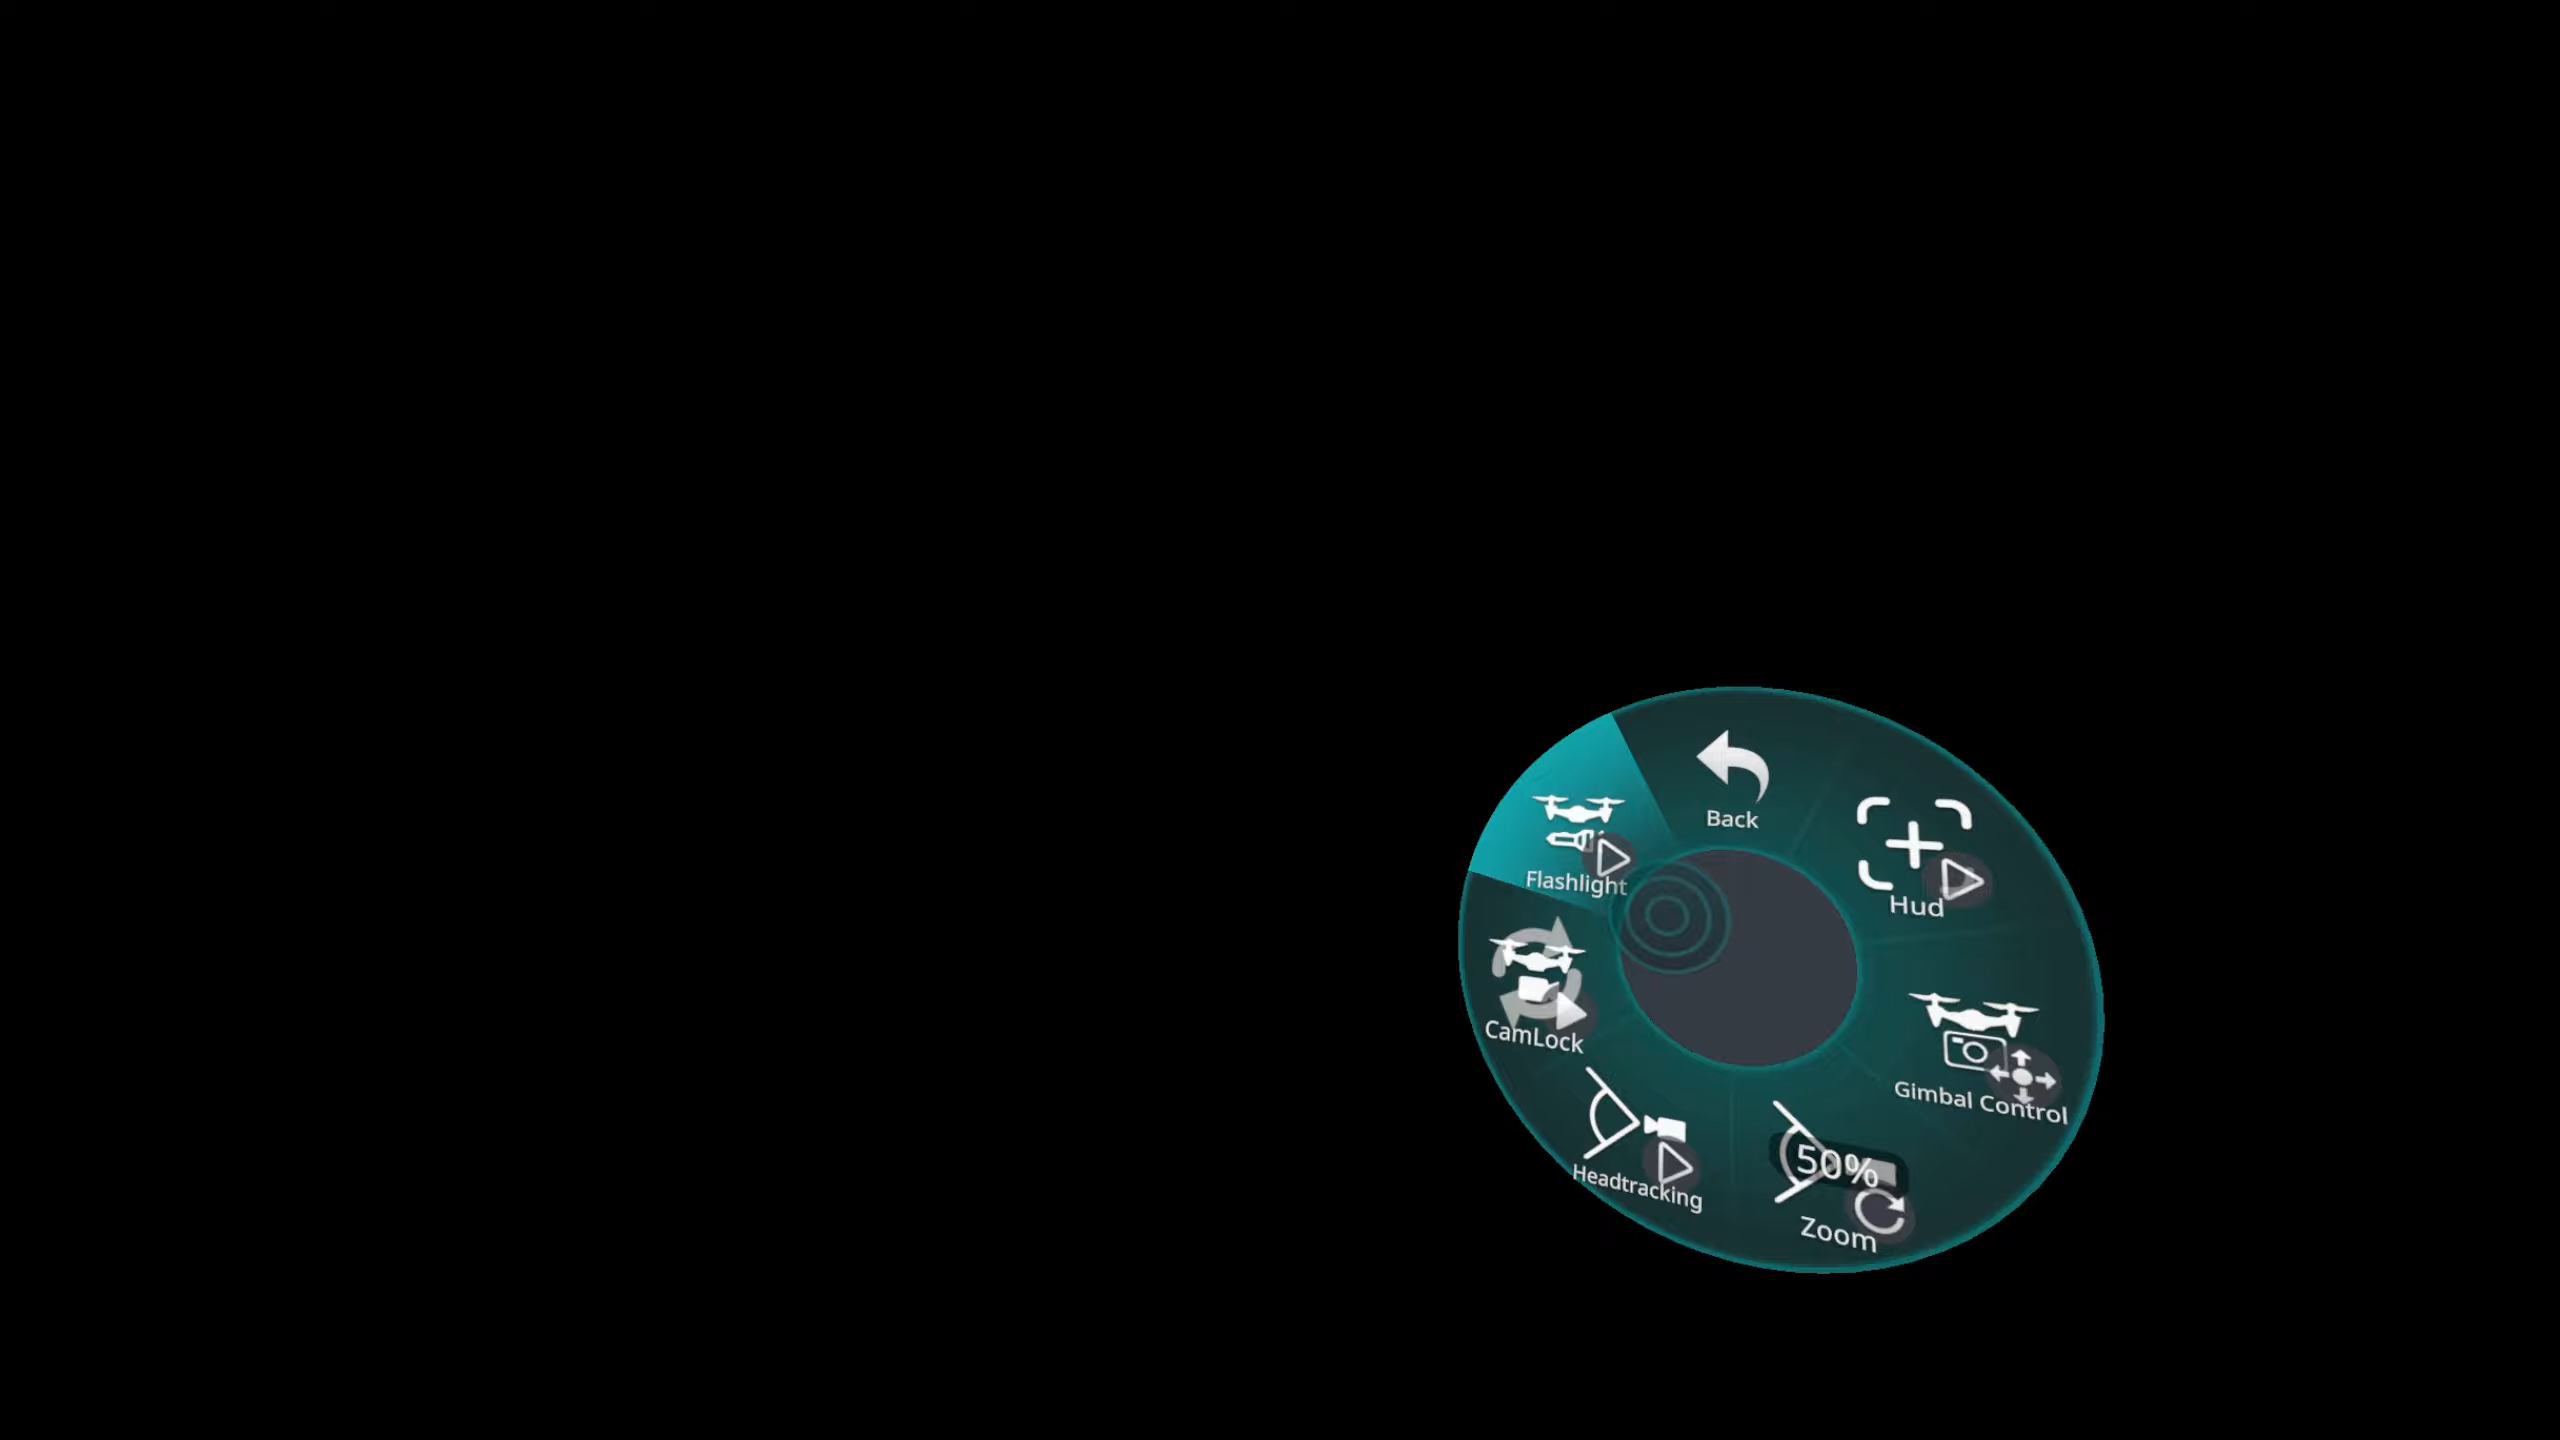 Back
Flashlight
Hud
CamLock
Gimbal Control
Headtracking
50%
Zoom